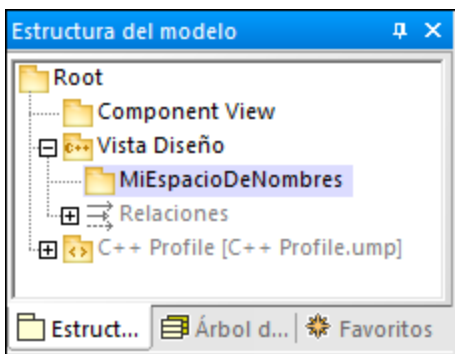 Estructura del modelo
Root
Component View
Vista Diseño
MiEspacioDeNombres
Relaciones
C++ Profile [C++ Profile.ump]
Estruct... Árbol d... Favoritos